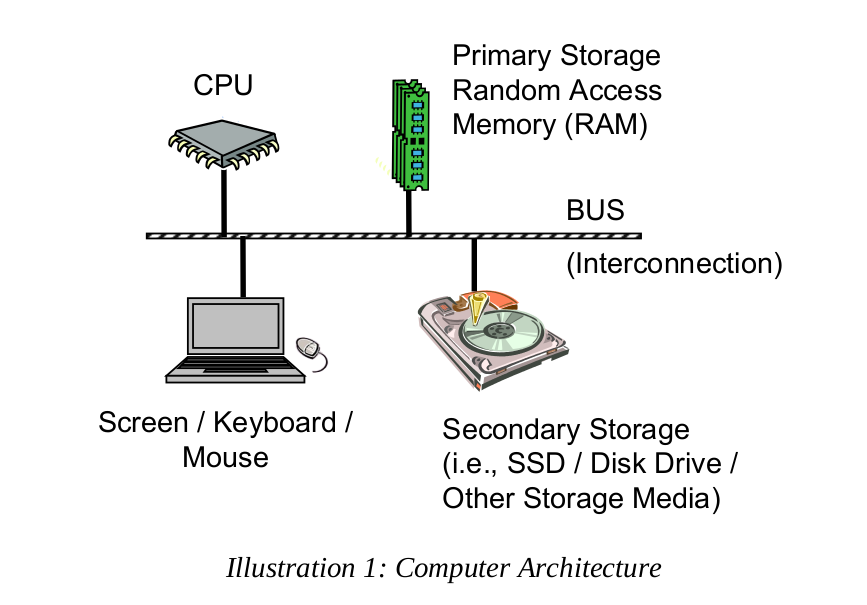 CPU
Primary Storage
Random Access
Memory (RAM)
BUS
(Interconnection)
Screen / Keyboard /
Mouse
Secondary Storage
(i.e., SSD / Disk Drive /
Other Storage Media)
Illustration 1: Computer Architecture